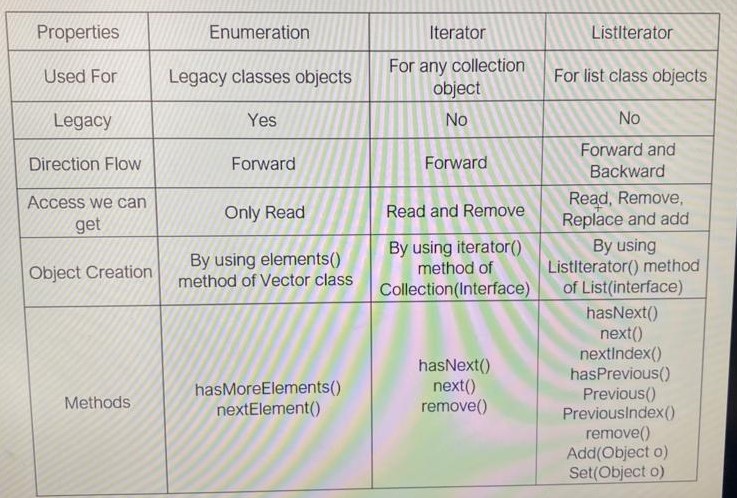 Properties
Enumeration
Iterator
ListIterator
Used For
Legacy classes objects
For any collection
object
For list class objects
Legacy
Yes
No
No
Direction Flow
Forward
Forward
Forward and
Backward
Access we can
get
Only Read
Read and Remove
Read, Remove,
Replace and add
Object Creation
By using elements()
method of Vector class
By using iterator()
method of
Collection(Interface)
By using
ListIterator() method
of List(interface)
Methods
hasMoreElements()
nextElement()
hasNext()
next()
remove()
hasNext()
next()
nextIndex()
hasPrevious()
Previous()
PreviousIndex()
remove()
Add(Object o)
Set(Object o)